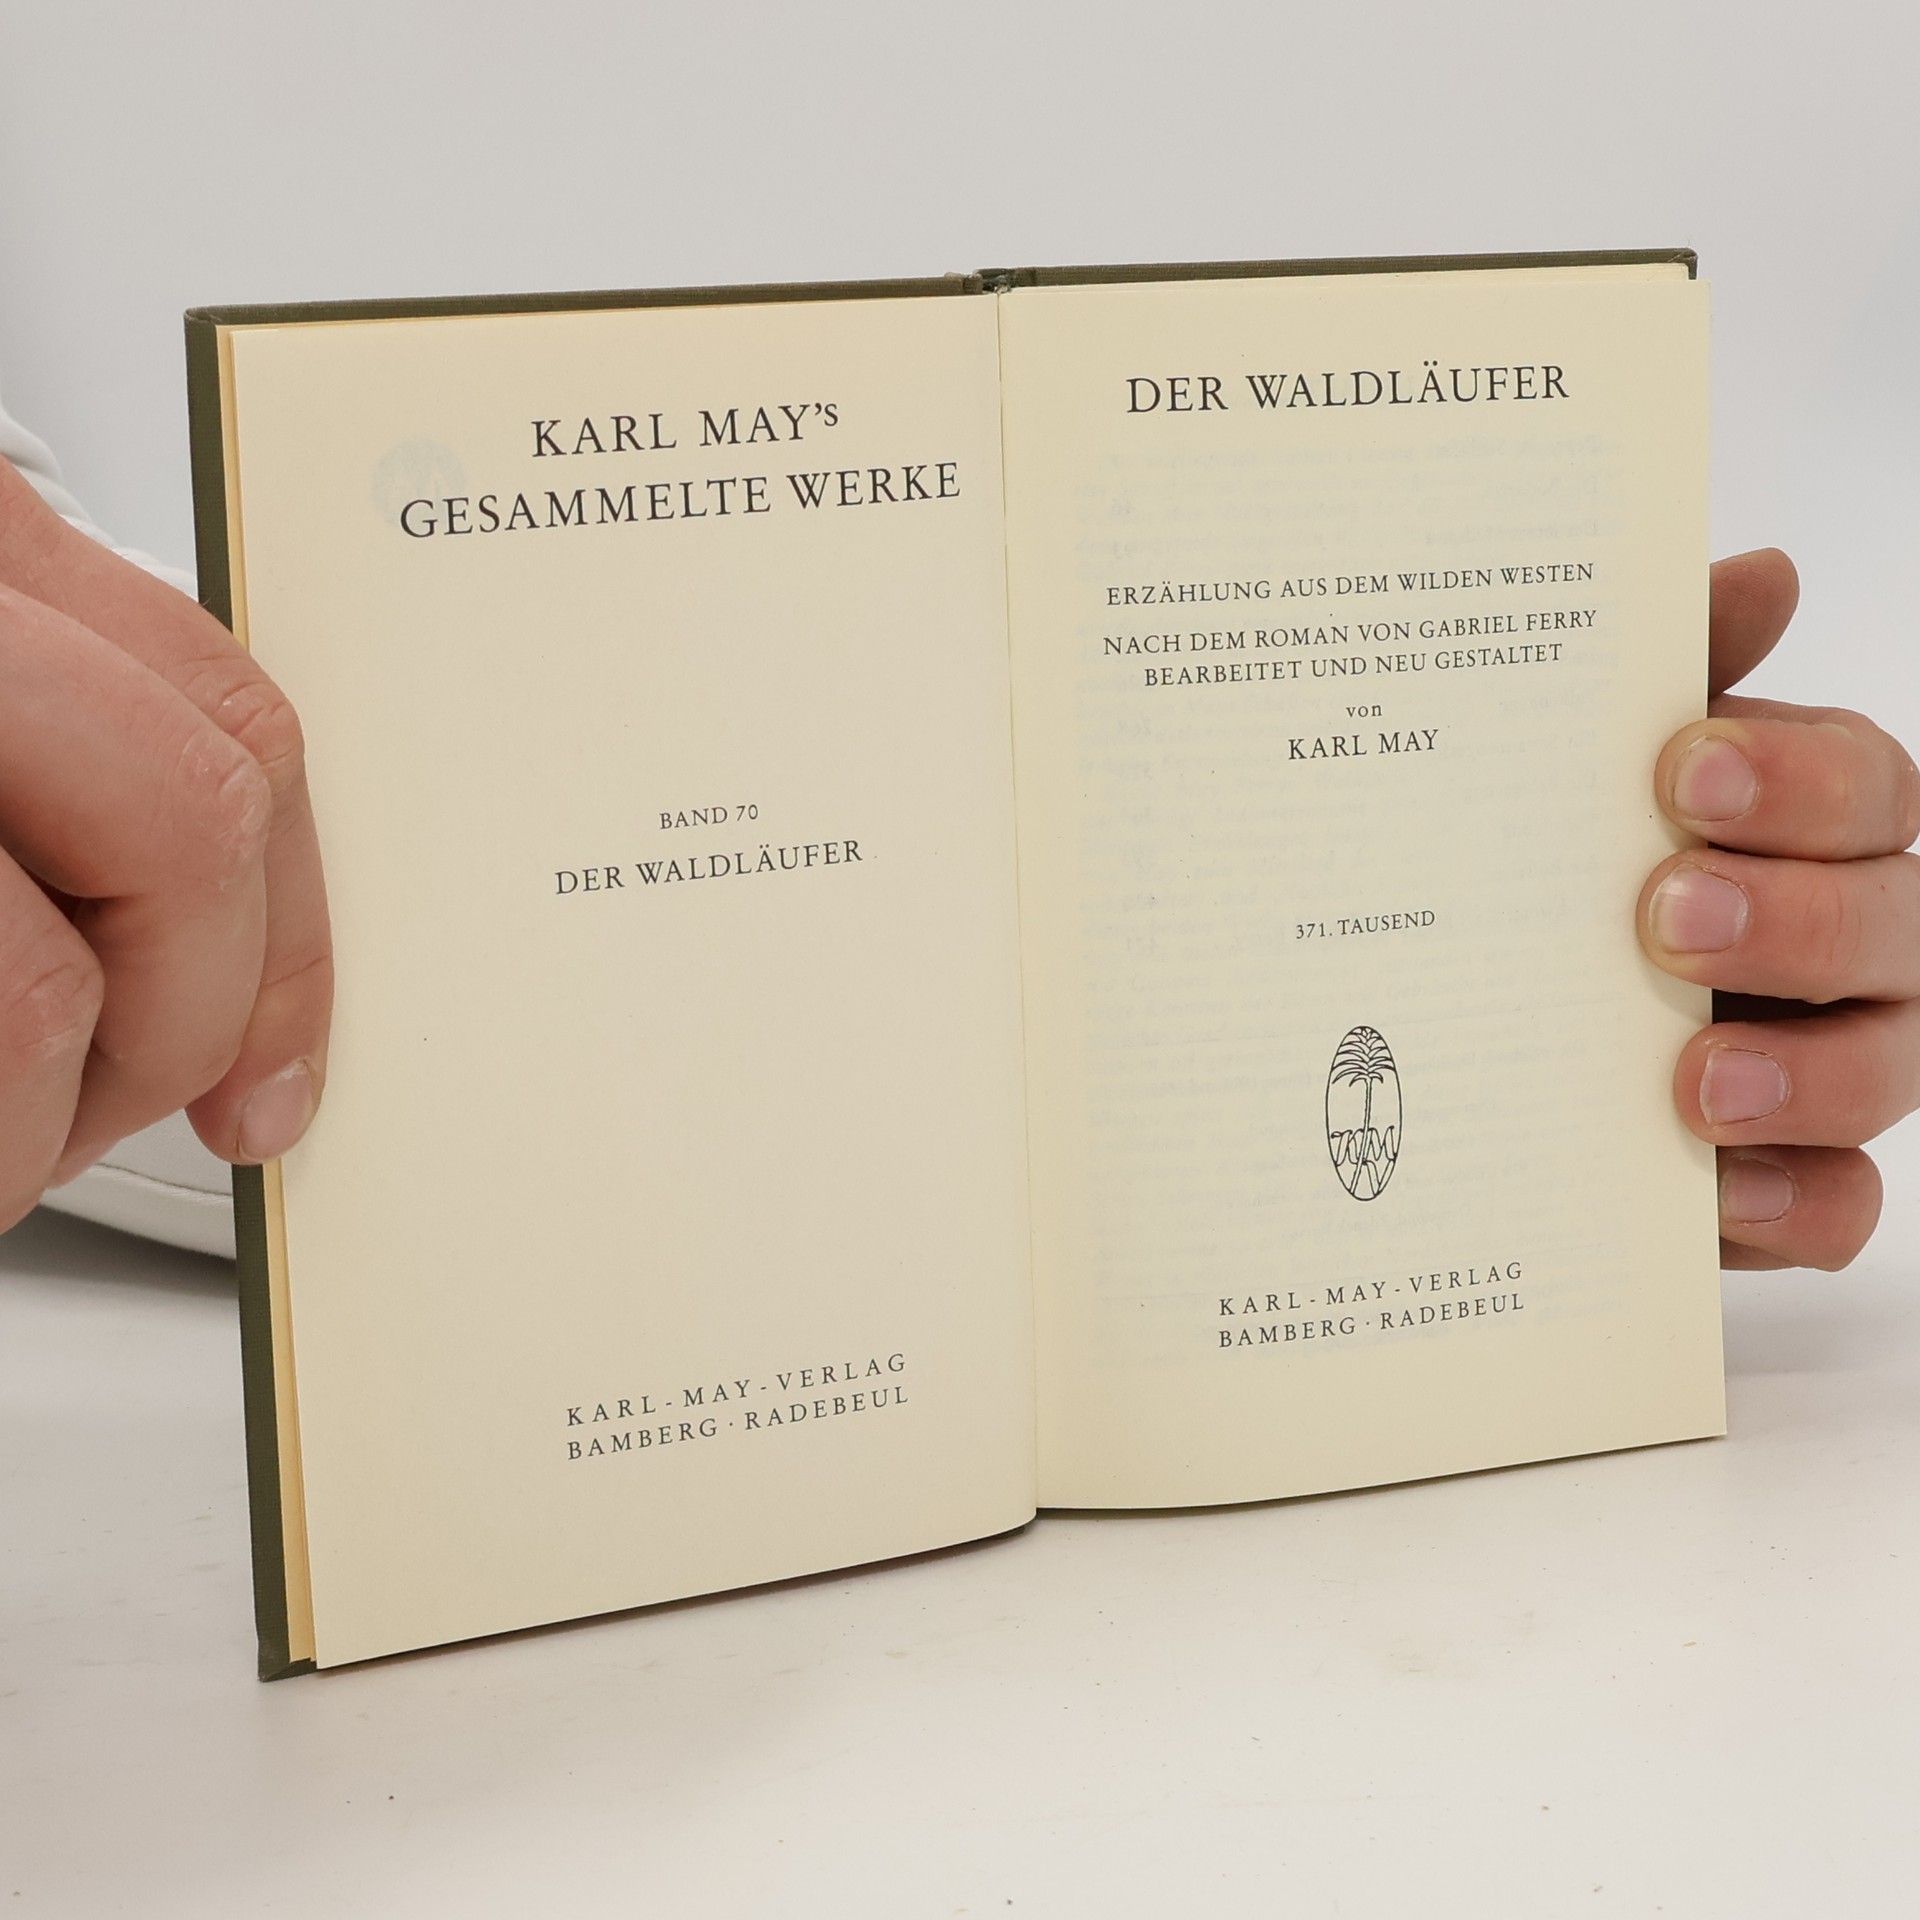 KARL MAY's
GESAMMELTE WERKE
BAND 70
DER WALDLÄUFER
KARL-MAY-VERLAG
BAMBERG · RADEBEUL
DER WALDLÄUFER
ERZÄHLUNG AUS DEM WILDEN WESTEN
NACH DEM ROMAN VON GABRIEL FERRY
BEARBEITET UND NEU GESTALTET
von
KARL MAY
371. TAUSEND
KARL-MAY-VERLAG
BAMBERG · RADEBEUL